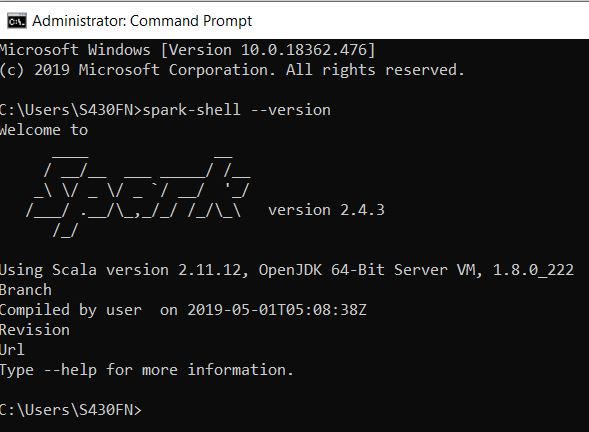 Administrator: Command Prompt
Microsoft Windows [Version 10.0.18362.476]
(c) 2019 Microsoft Corporation. All rights reserved.
C:\Users\S430FN>spark-shell --version
Welcome to
      ____              __
     / __/__  ___ _____/ /__
    _\ \/ _ \/ _ `/ __/  '_/
   /___/ .__/\_,_/_/ /_/\_\   version 2.4.3
      /_/
Using Scala version 2.11.12, OpenJDK 64-Bit Server VM, 1.8.0_222
Branch
Compiled by user  on 2019-05-01T05:08:38Z
Revision
Url
Type --help for more information.
C:\Users\S430FN>